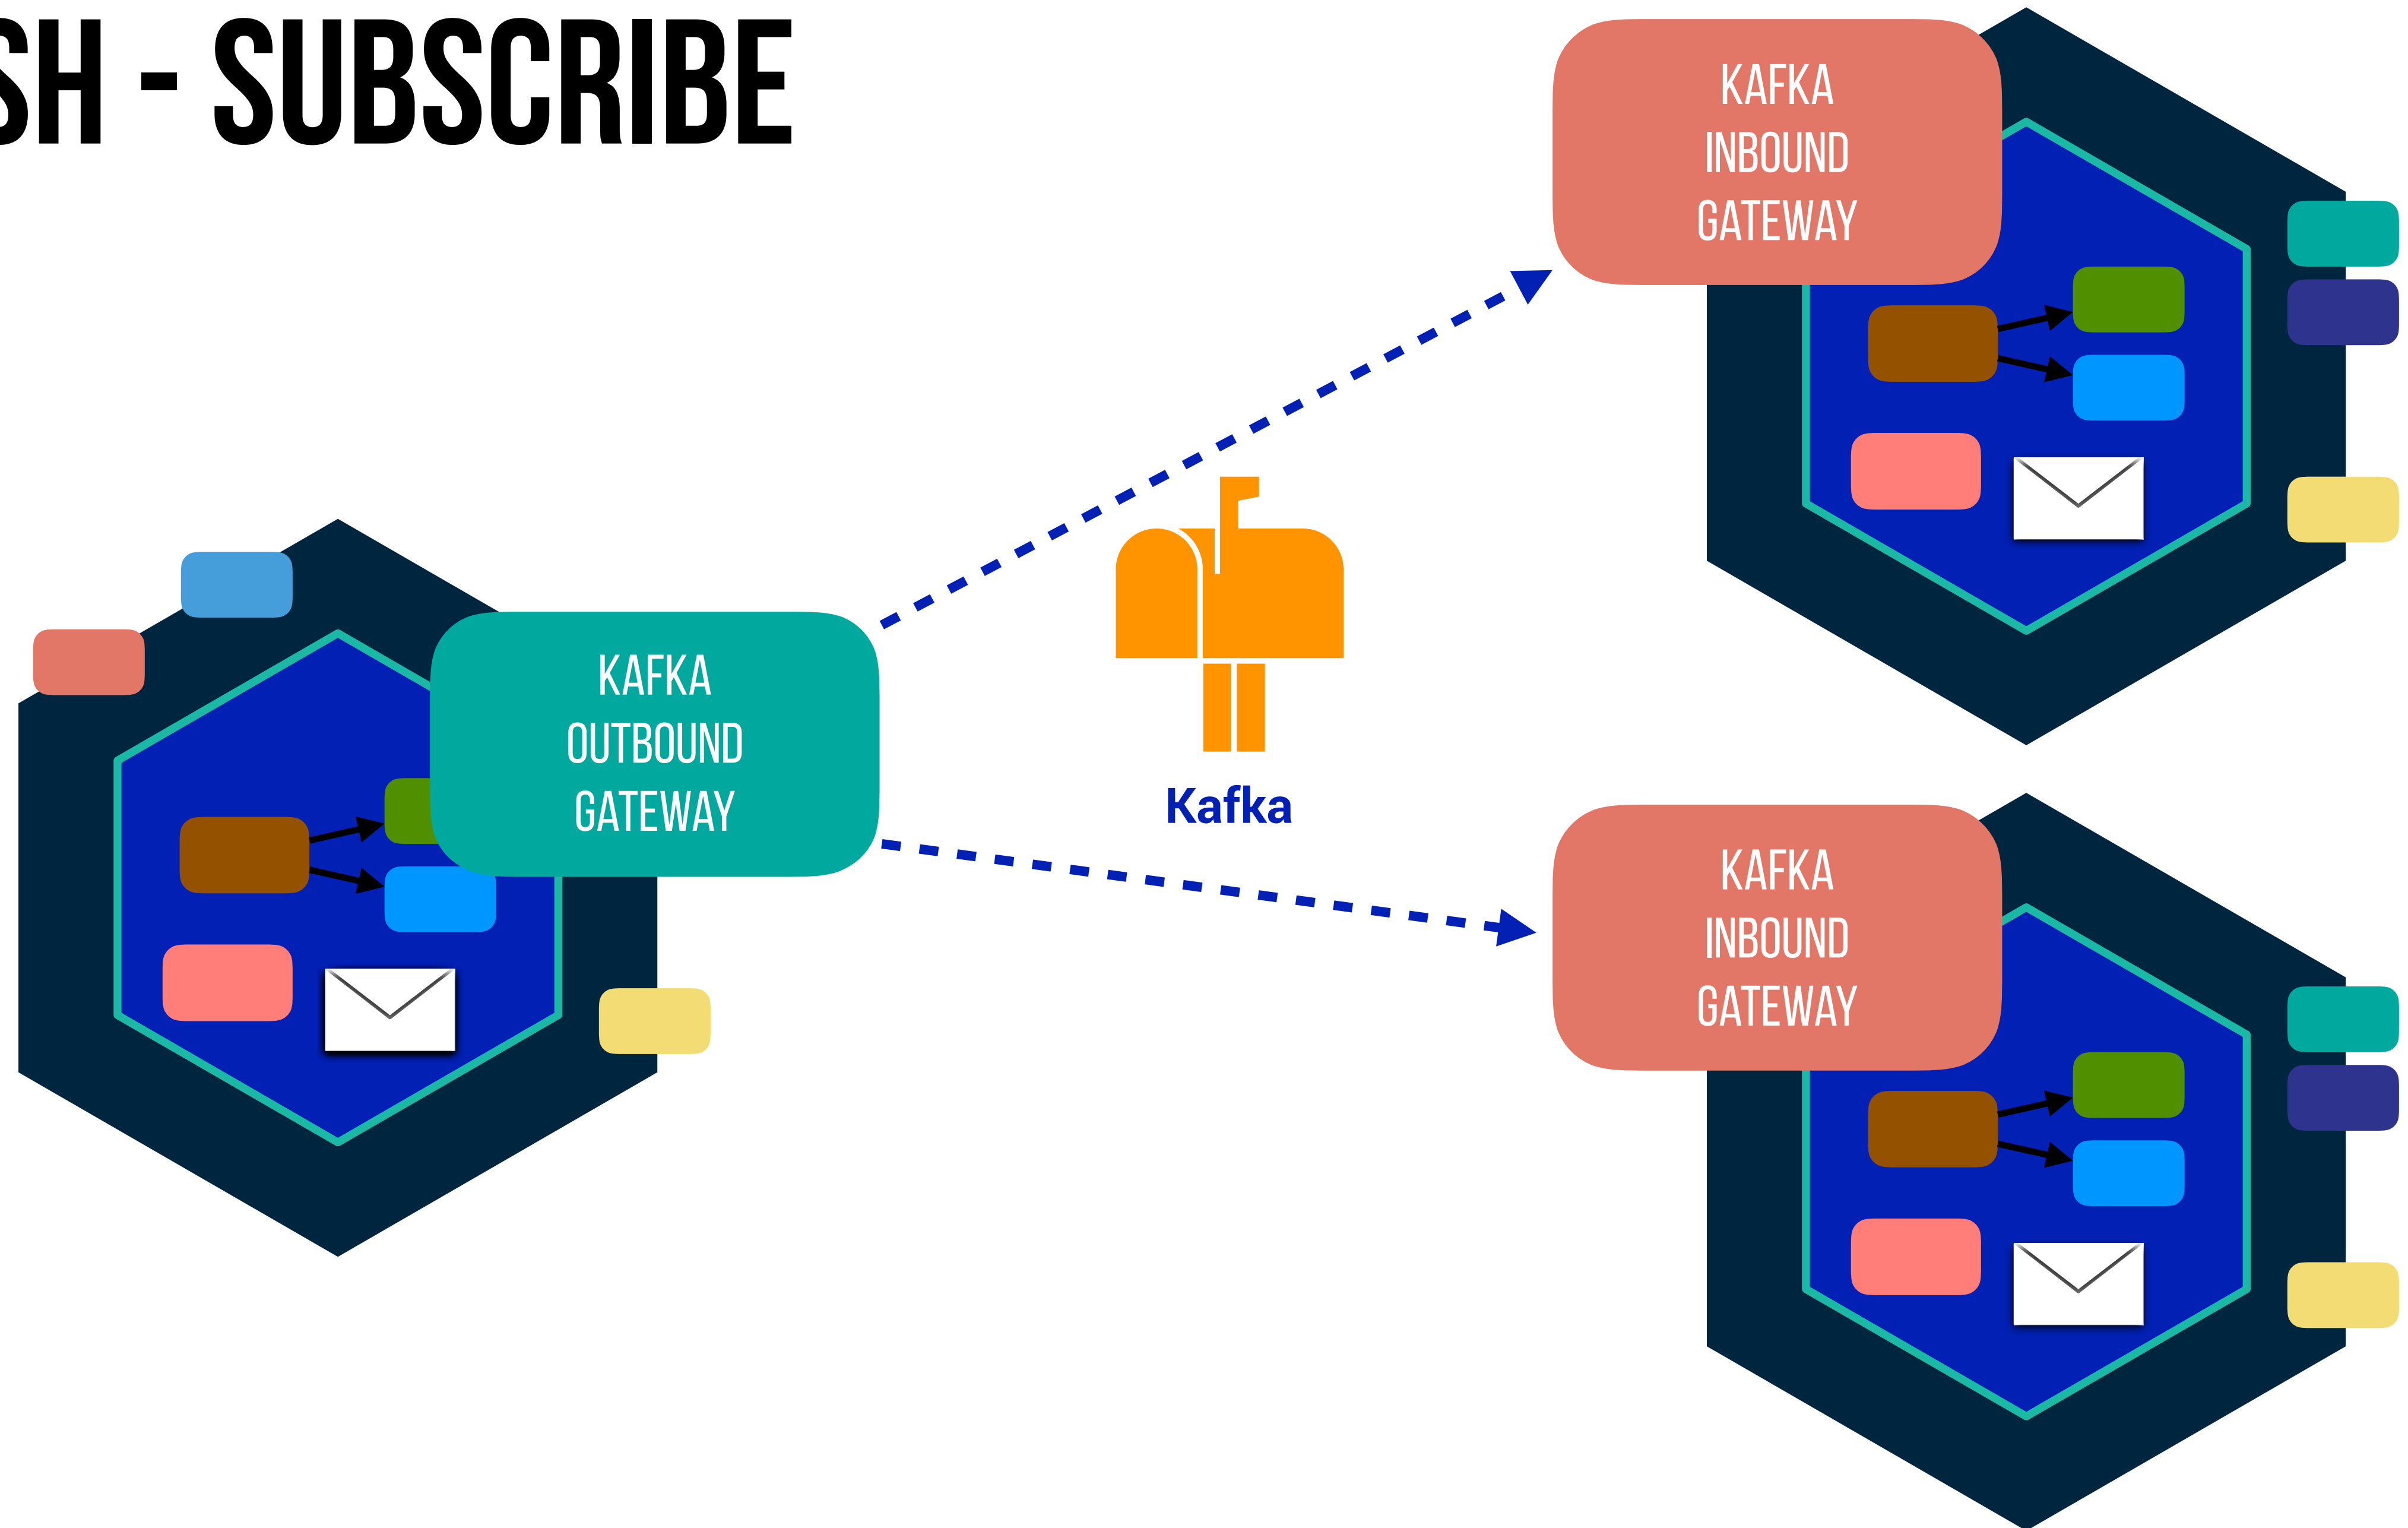 SH - SUBSCRIBE
KAFKA
INBOUND
GATEWAY
KAFKA
OUTBOUND
GATEWAY
Kafka
KAFKA
INBOUND
GATEWAY